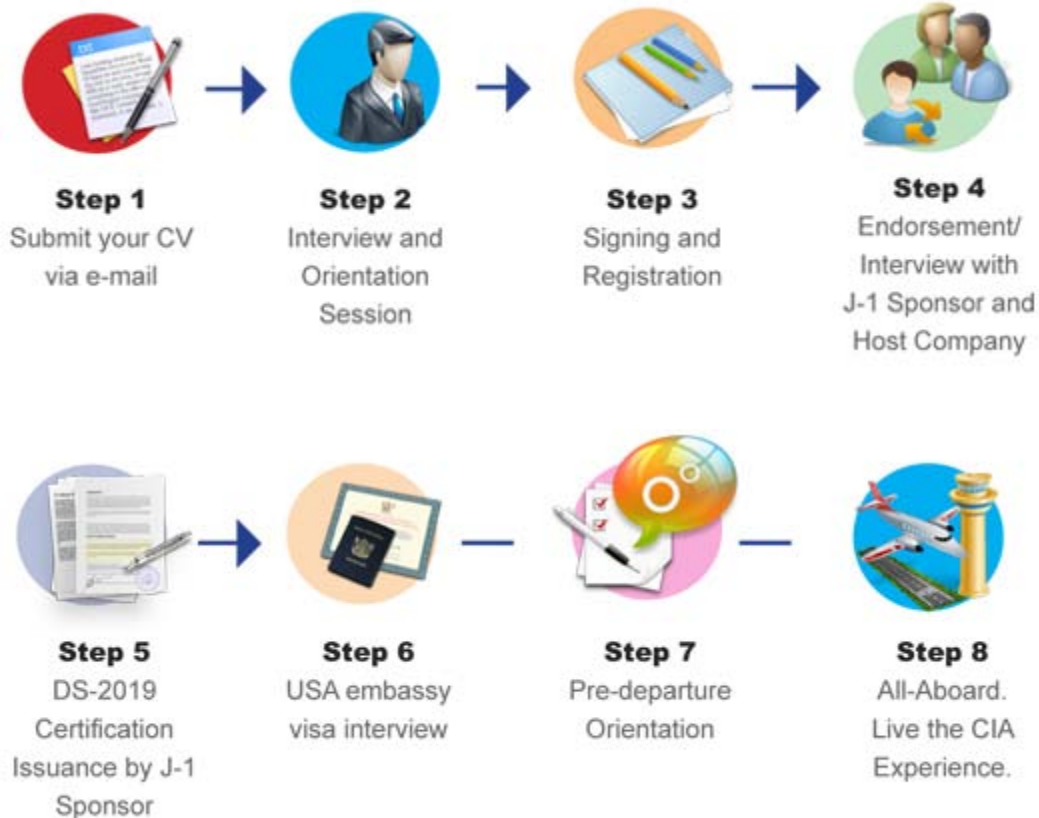 txt
Step 1
Submit your CV
via e-mail
Step 2
Interview and
Orientation
Session
Step 3
Signing and
Registration
Step 4
Endorsement/
Interview with
J-1 Sponsor and
Host Company
Step 5
DS-2019
Certification
Issuance by J-1
Sponsor
Step 6
USA embassy
visa interview
Step 7
Pre-departure
Orientation
Step 8
All-Aboard.
Live the CIA
Experience.